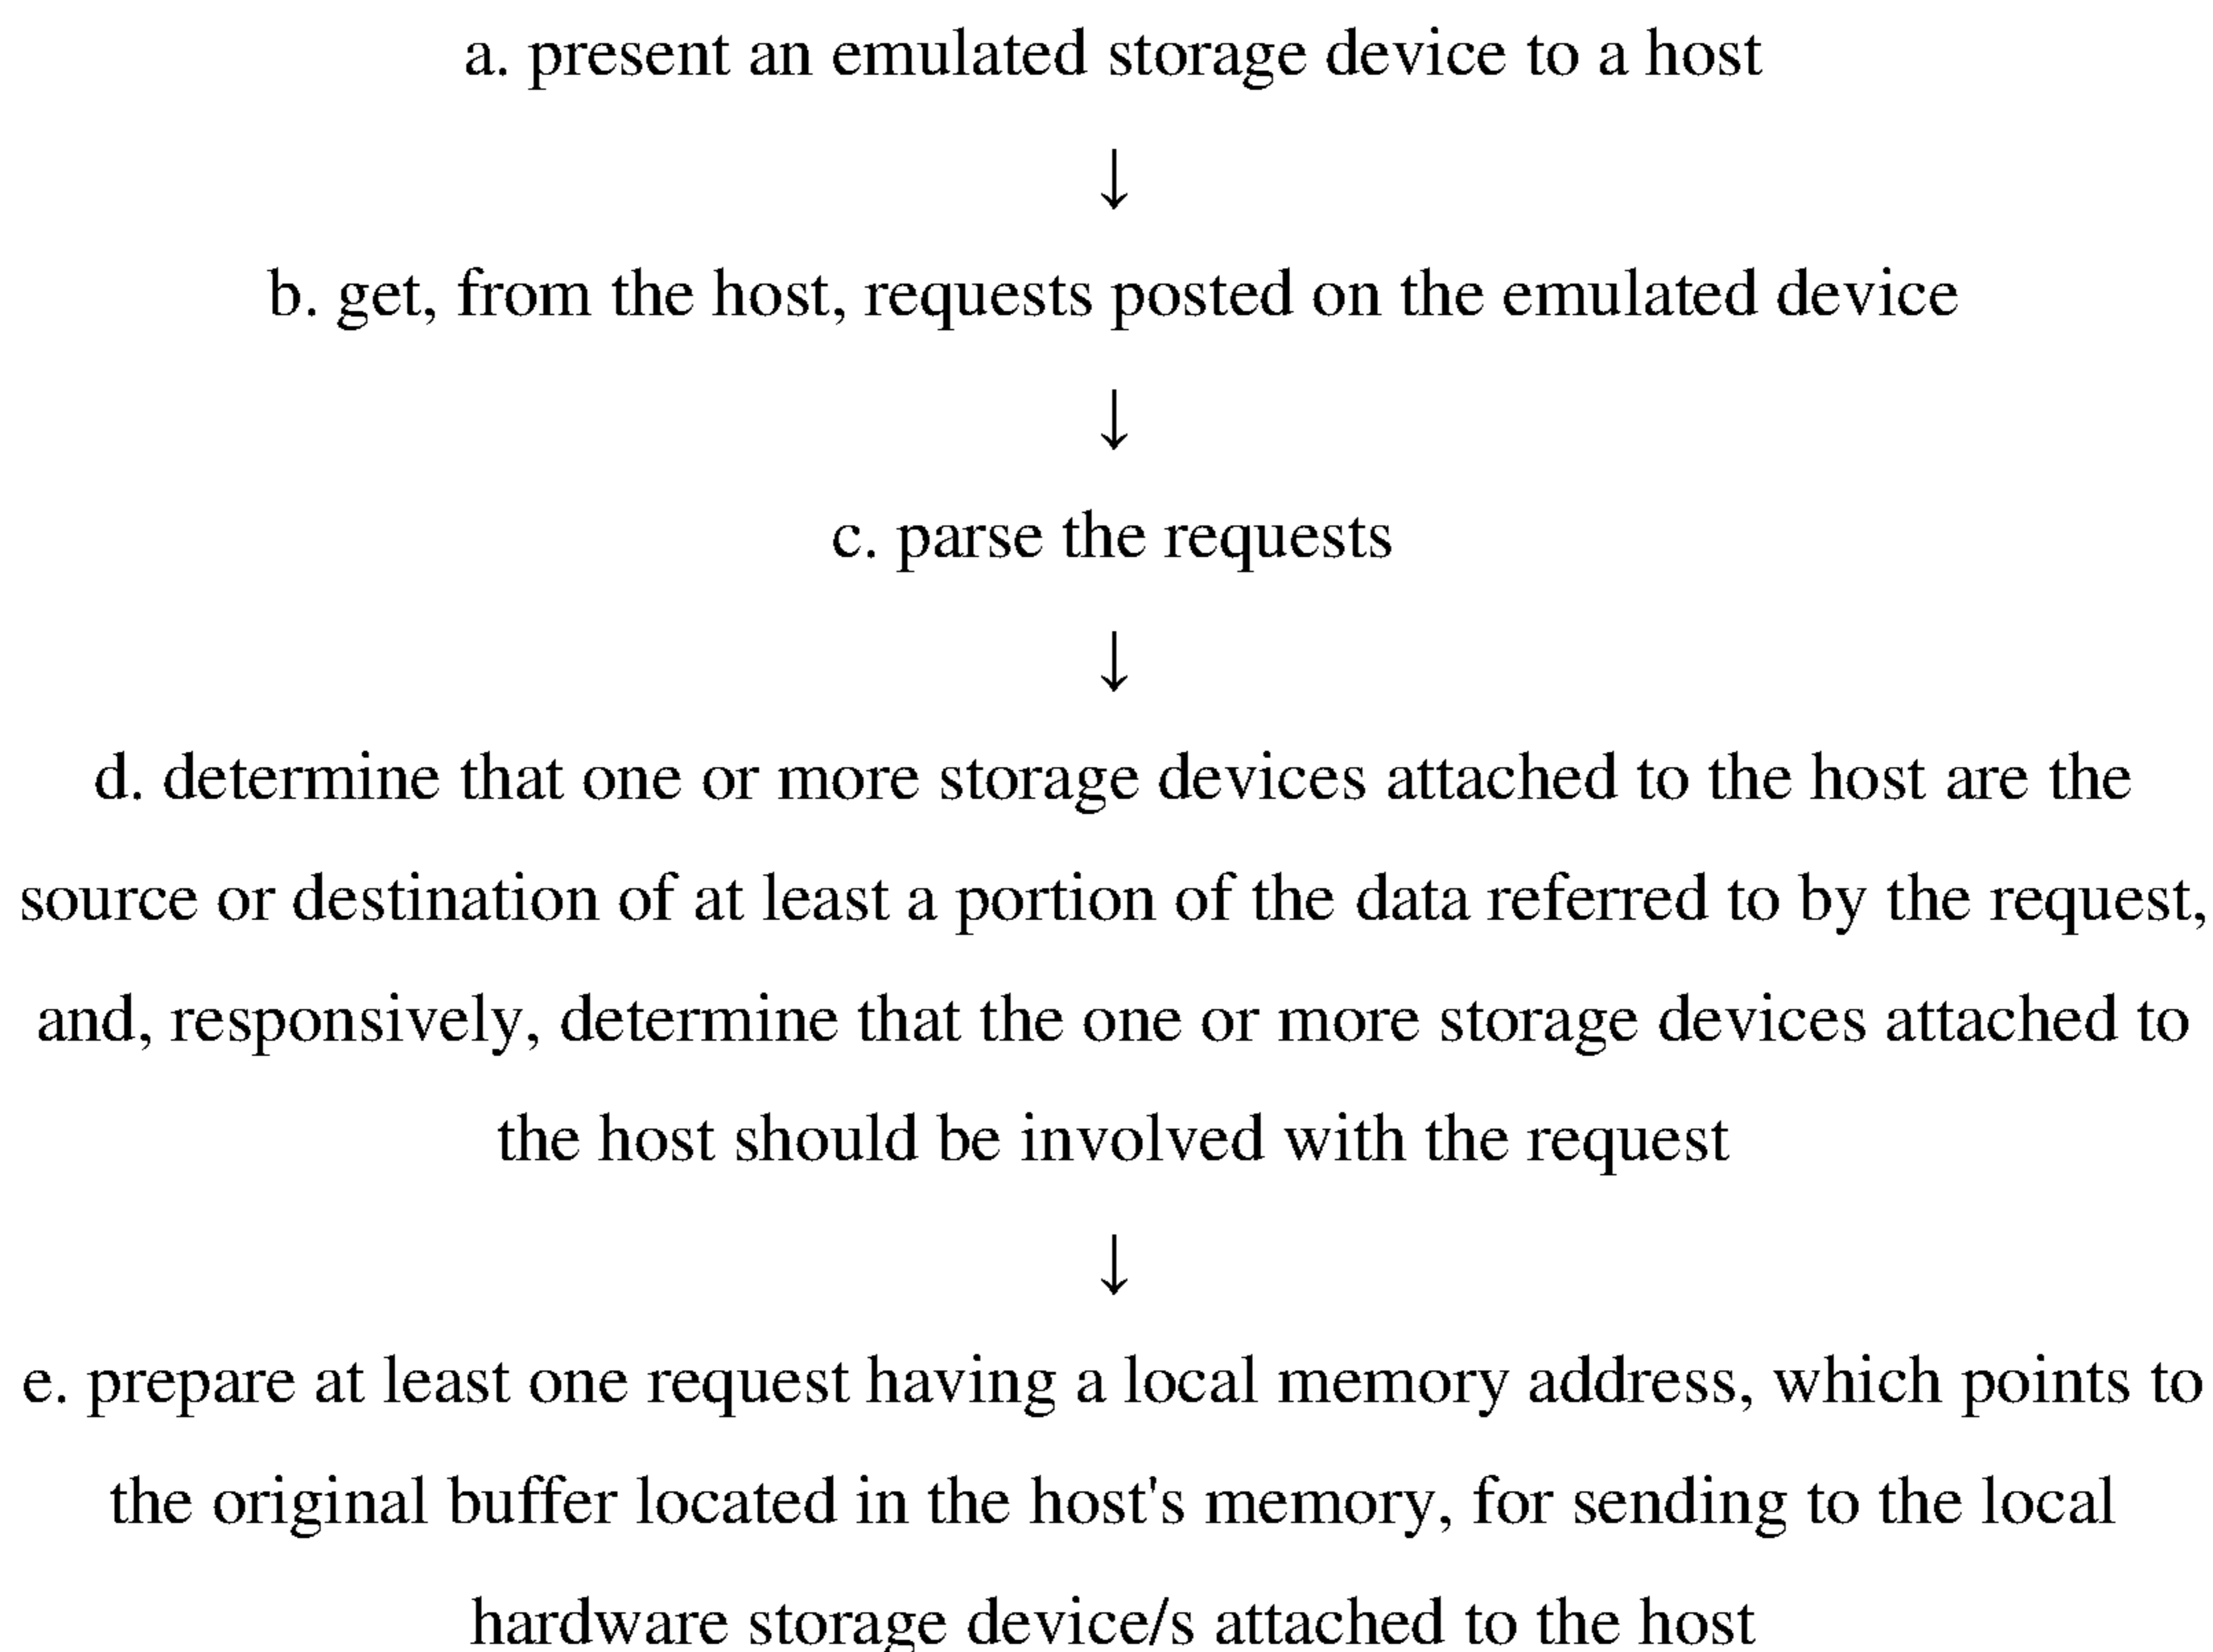 a. present an emulated storage device to a host
↓
b. get, from the host, requests posted on the emulated device
↓
c. parse the requests
↓
d. determine that one or more storage devices attached to the host are the
source or destination of at least a portion of the data referred to by the request,
and, responsively, determine that the one or more storage devices attached to
the host should be involved with the request
↓
e. prepare at least one request having a local memory address, which points to
the original buffer located in the host's memory, for sending to the local
hardware storage device/s attached to the host